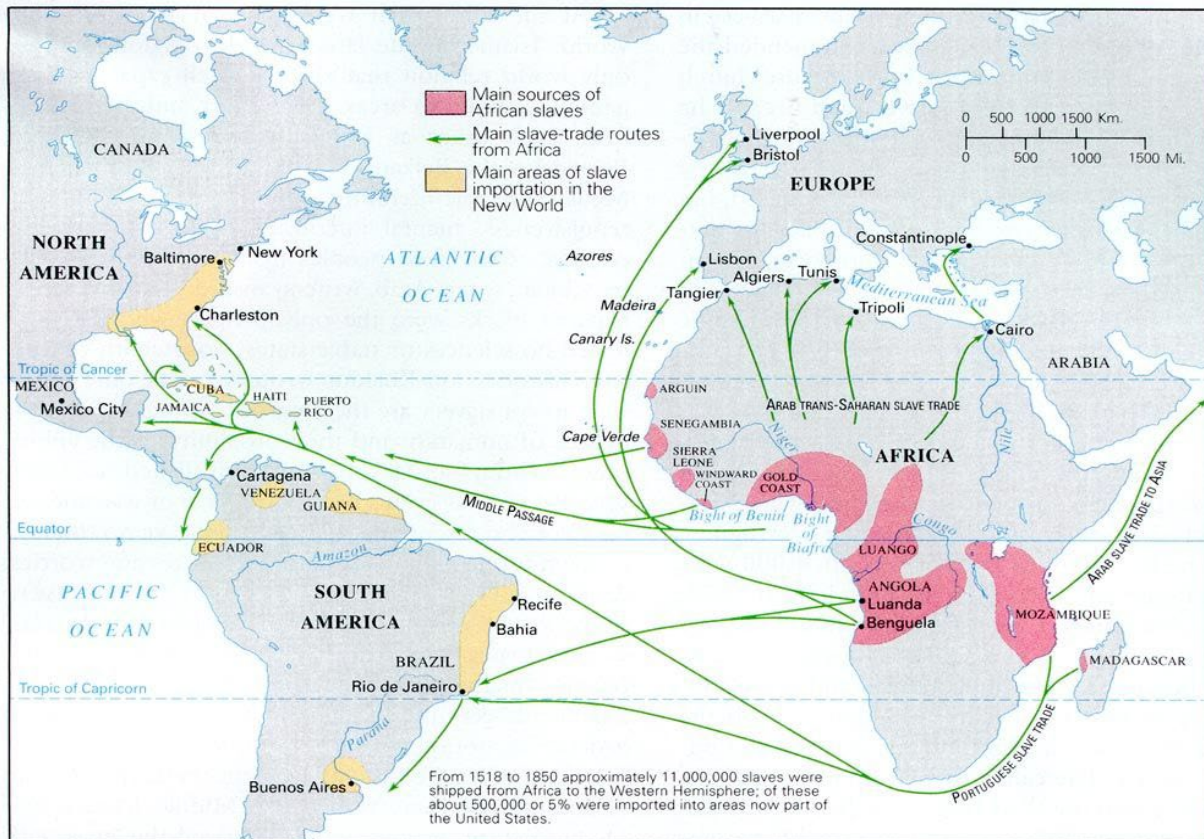 Main sources of
African slaves
Main slave-trade routes
from Africa
Main areas of slave
importation in the
New World
0 500 1000 1500 Km.
0 500 1000 1500 Mi.
CANADA
NORTH
AMERICA
Baltimore
New York
Charleston
ATLANTIC
OCEAN
Azores
Madeira
Canary Is.
Liverpool
Bristol
EUROPE
Constantinople
Lisbon
Algiers
Tunis
Tangier
Mediterranean Sea
Tripoli
Cairo
ARABIA
Tropic of Cancer
MEXICO
Mexico City
CUBA
JAMAICA
HAITI
PUERTO
RICO
ARGUIN
ARAB TRANS-SAHARAN SLAVE TRADE
SENEGAMBIA
Cape Verde
SIERRA
LEONE
WINDWARD
COAST
Niger
GOLD
COAST
AFRICA
Nile
Cartagena
VENEZUELA
GUIANA
MIDDLE PASSAGE
Bight of Benin
Bight
of
Biafra
Congo
ARAB SLAVE TRADE TO ASIA
Equator
ECUADOR
Amazon
LUANGO
ANGOLA
Luanda
Benguela
MOZAMBIQUE
MADAGASCAR
PACIFIC
OCEAN
SOUTH
AMERICA
Recife
Bahia
BRAZIL
Tropic of Capricorn
Rio de Janeiro
Paraná
Buenos Aires
PORTUGUESE SLAVE TRADE
From 1518 to 1850 approximately 11,000,000 slaves were
shipped from Africa to the Western Hemisphere; of these
about 500,000 or 5% were imported into areas now part of
the United States.